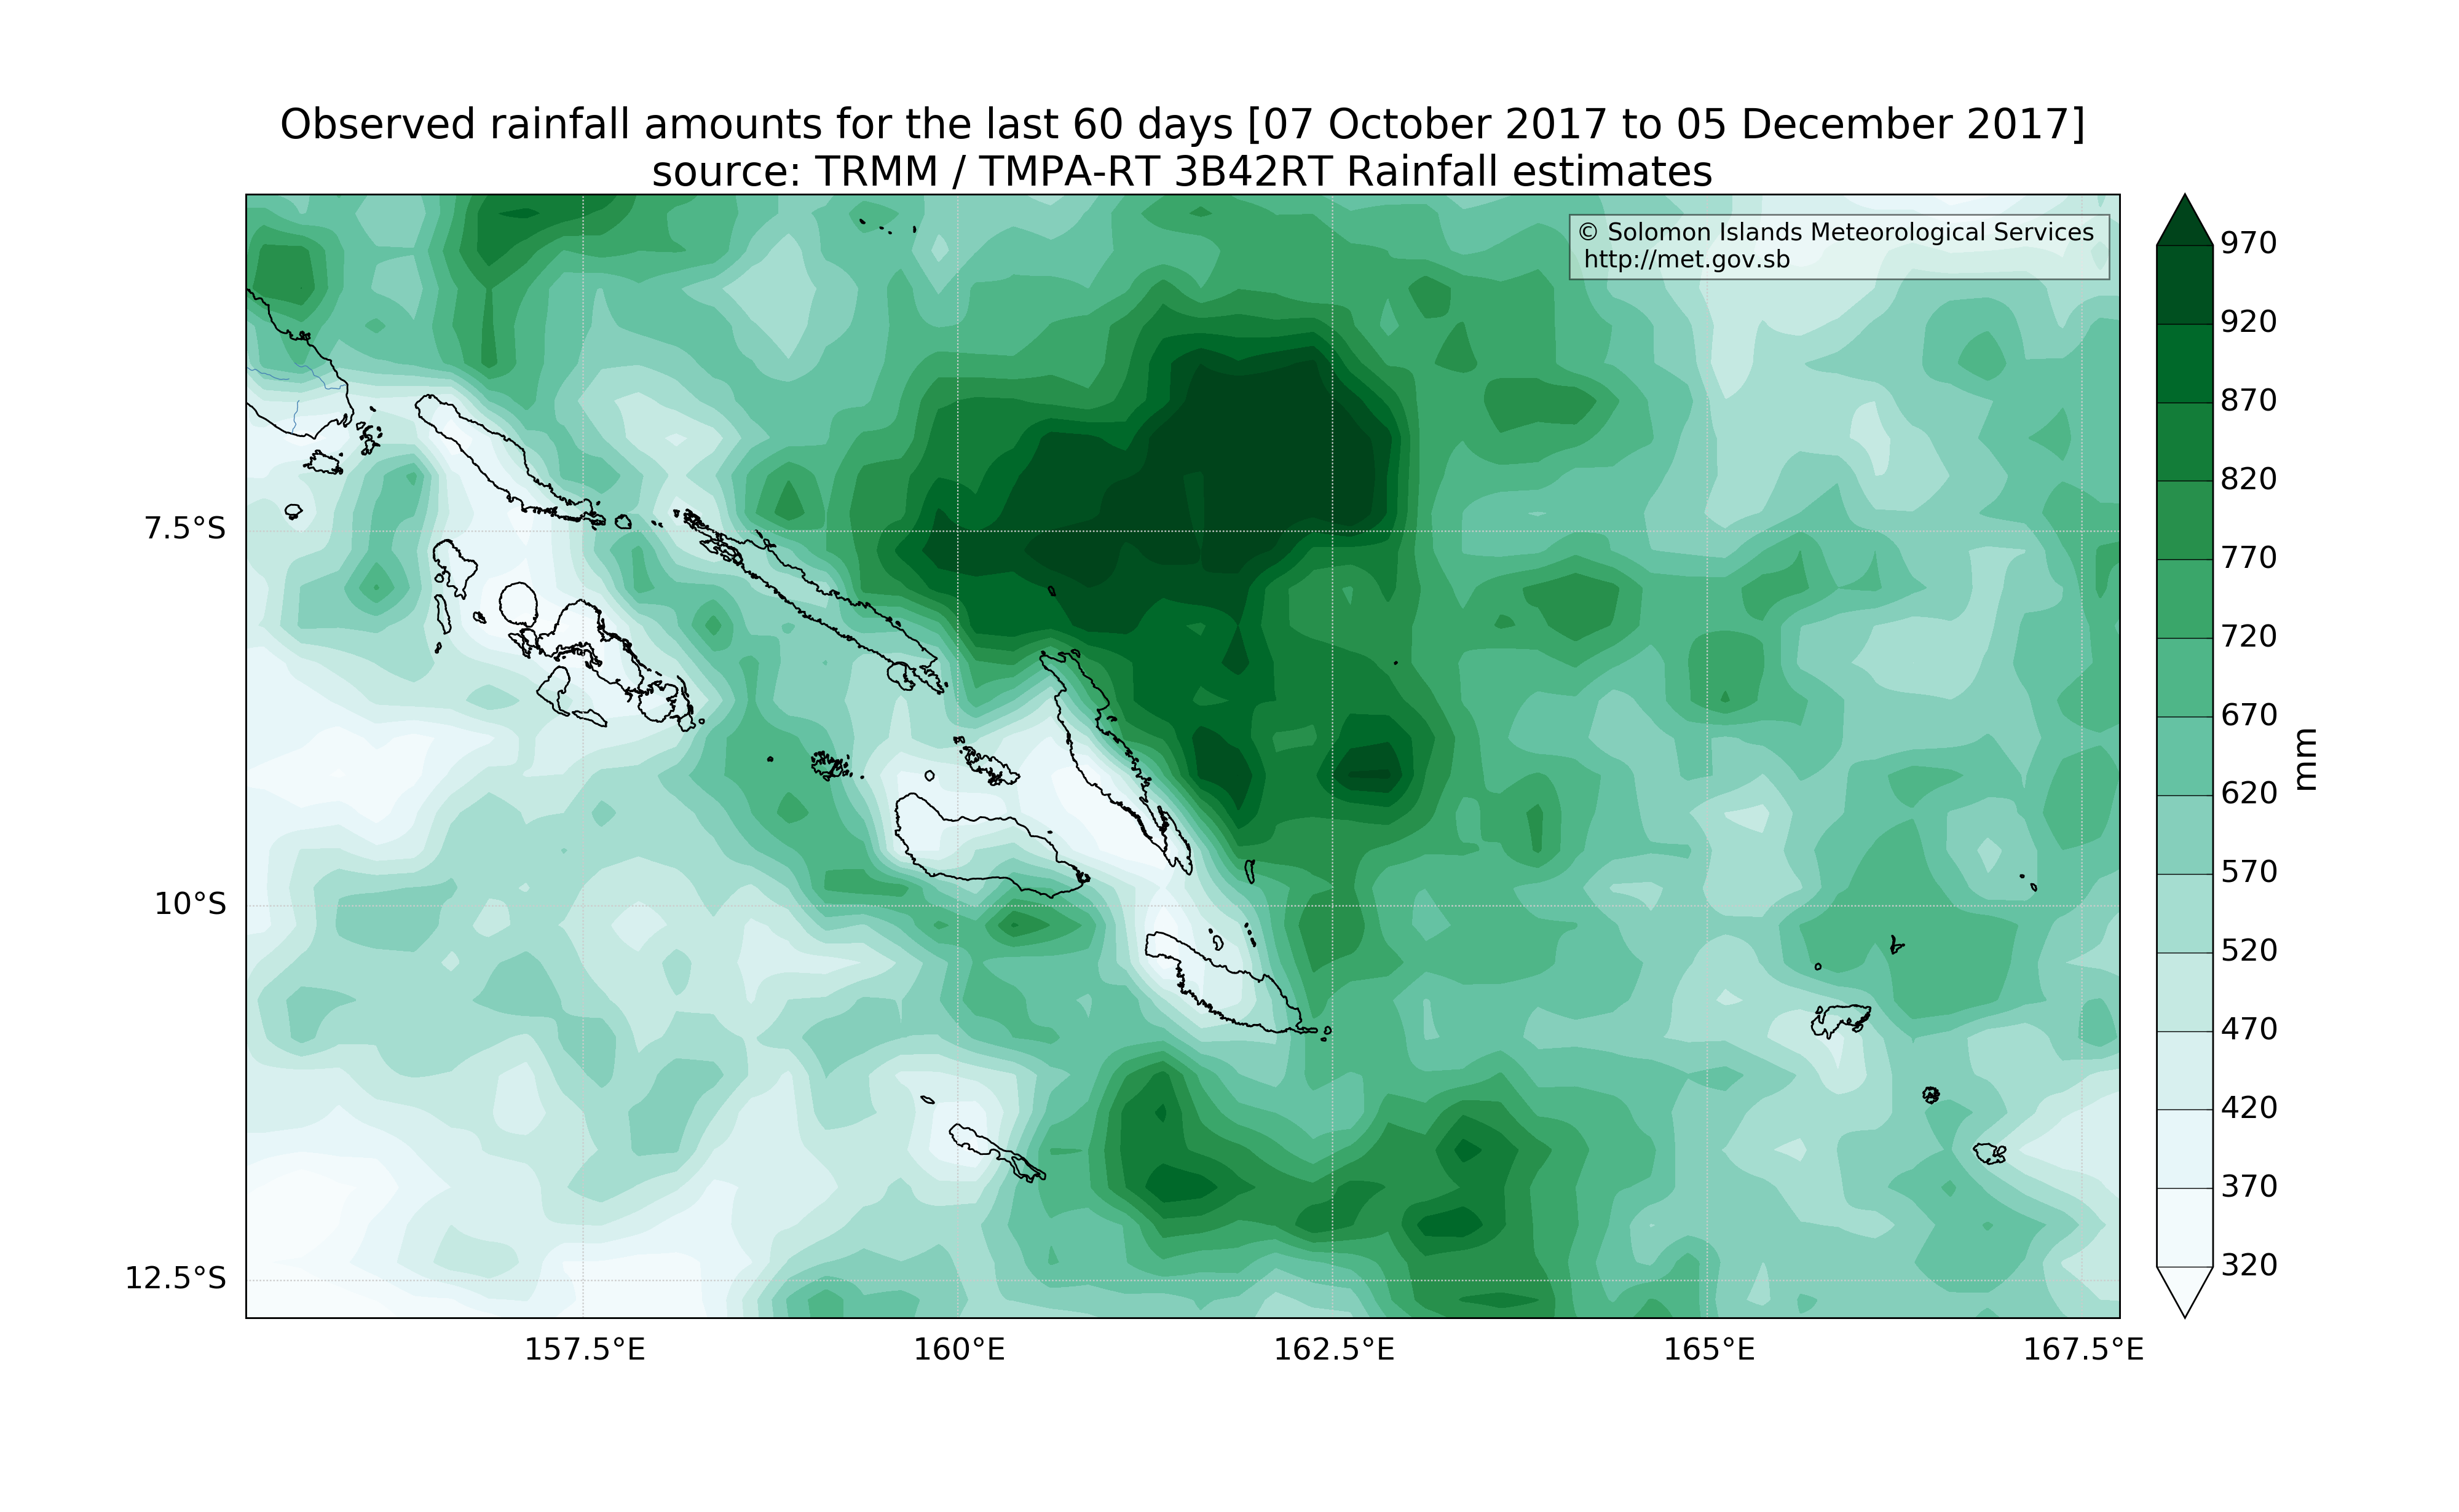 Observed rainfall amounts for the last 60 days [07 October 2017 to 05 December 2017]
source: TRMM / TMPA-RT 3B42RT Rainfall estimates
© Solomon Islands Meteorological Services
http://met.gov.sb
7.5°S
10°S
12.5°S
157.5°E
160°E
162.5°E
165°E
167.5°E
970
920
870
820
770
720
670
620
570
520
470
420
370
320
mm